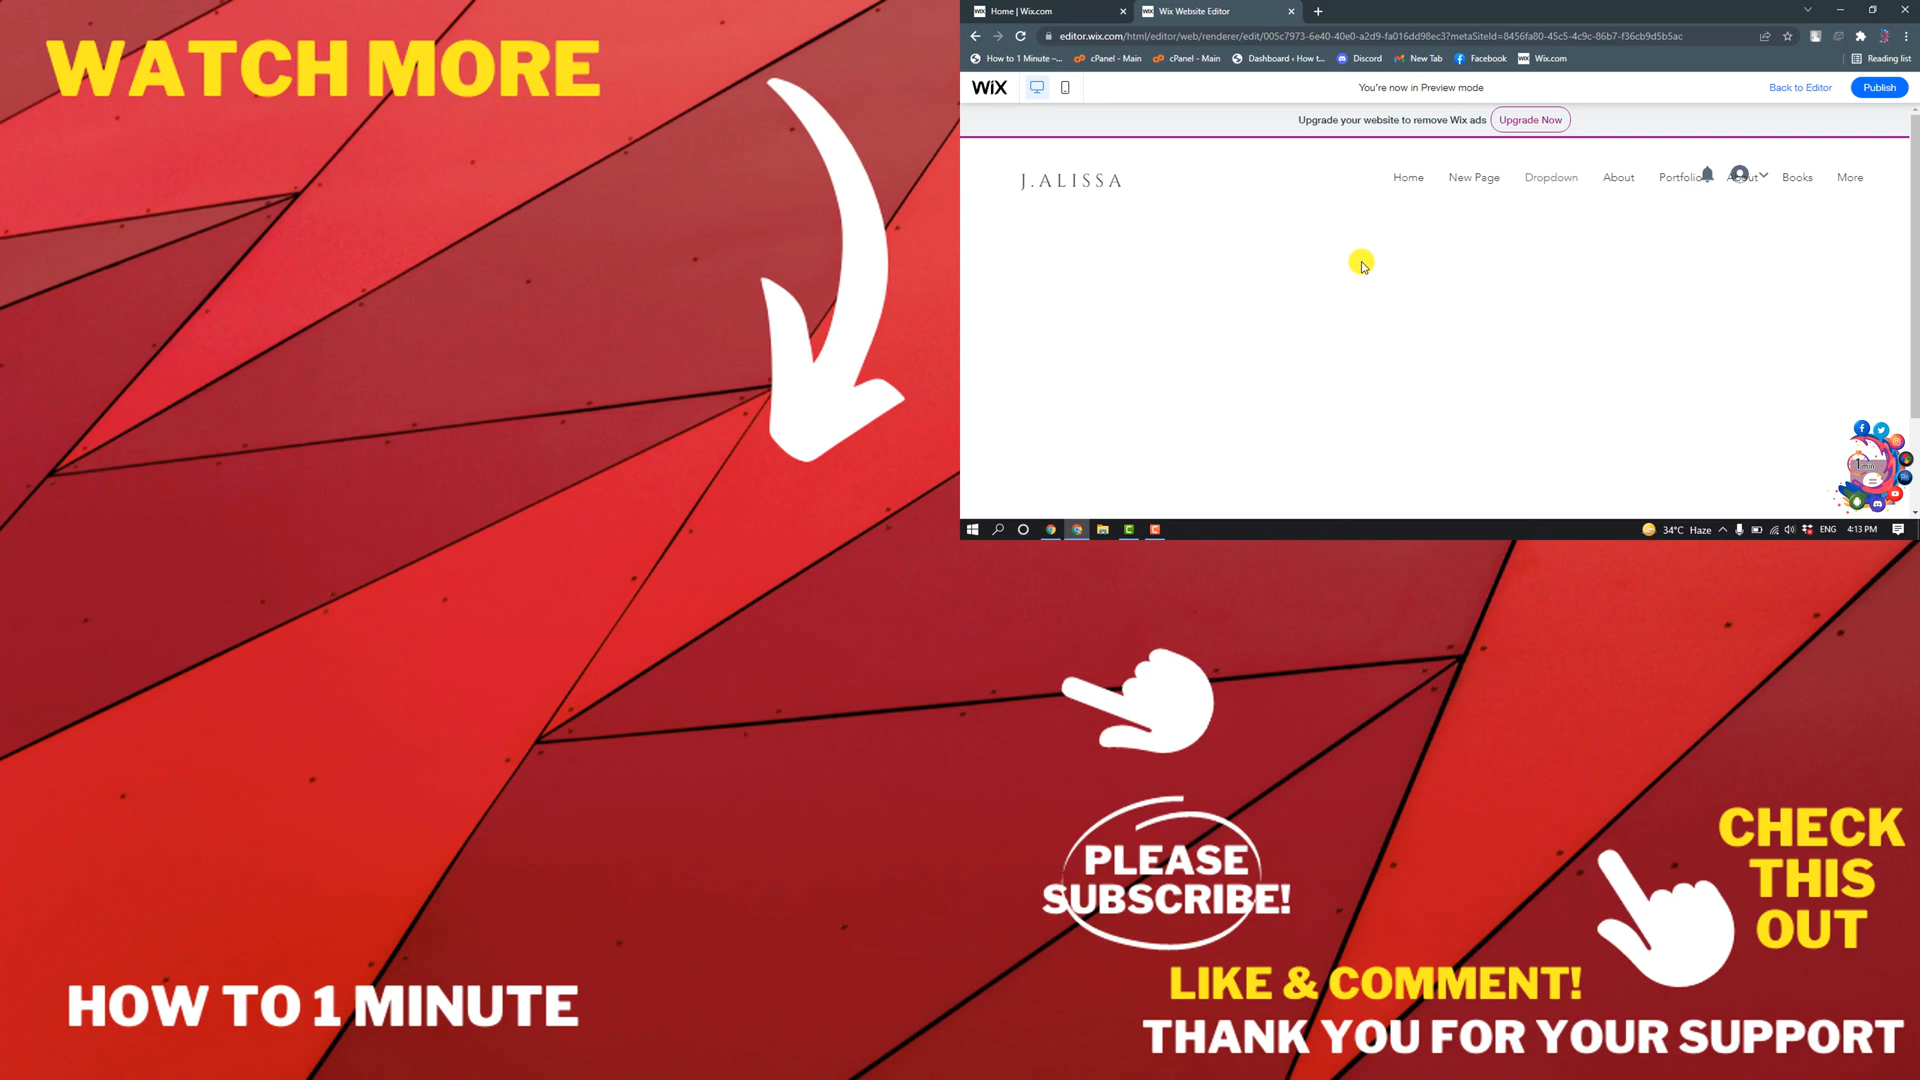 WATCH MORE
Home | Wix.com
Wix Website Editor
editor.wix.com/html/editor/web/renderer/edit/005c7973-6e40-40e0-a2d9-fa016dd98ec3?metaSiteId=8456fa80-45c5-4c9c-86b7-f36cb9d5b5ac
How to 1 Minute –... cPanel - Main cPanel - Main Dashboard ‹ How t... Discord New Tab Facebook Wix.com Reading list
WiX You're now in Preview mode Back to Editor Publish
Upgrade your website to remove Wix ads Upgrade Now
J.ALISSA Home New Page Dropdown About Portfolio About Books More
1min
34°C Haze ENG 4:13 PM
PLEASE
SUBSCRIBE!
CHECK
THIS
OUT
LIKE & COMMENT!
HOW TO 1 MINUTE
THANK YOU FOR YOUR SUPPORT